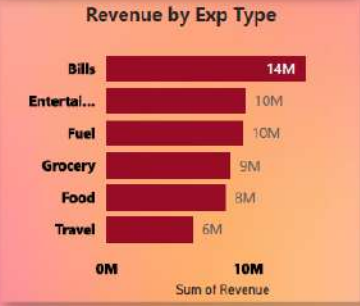 Revenue by Exp Type
Bills 14M
Entertai... 10M
Fuel 10M
Grocery 9M
Food 8M
Travel 6M
0M 10M
Sum of Revenue